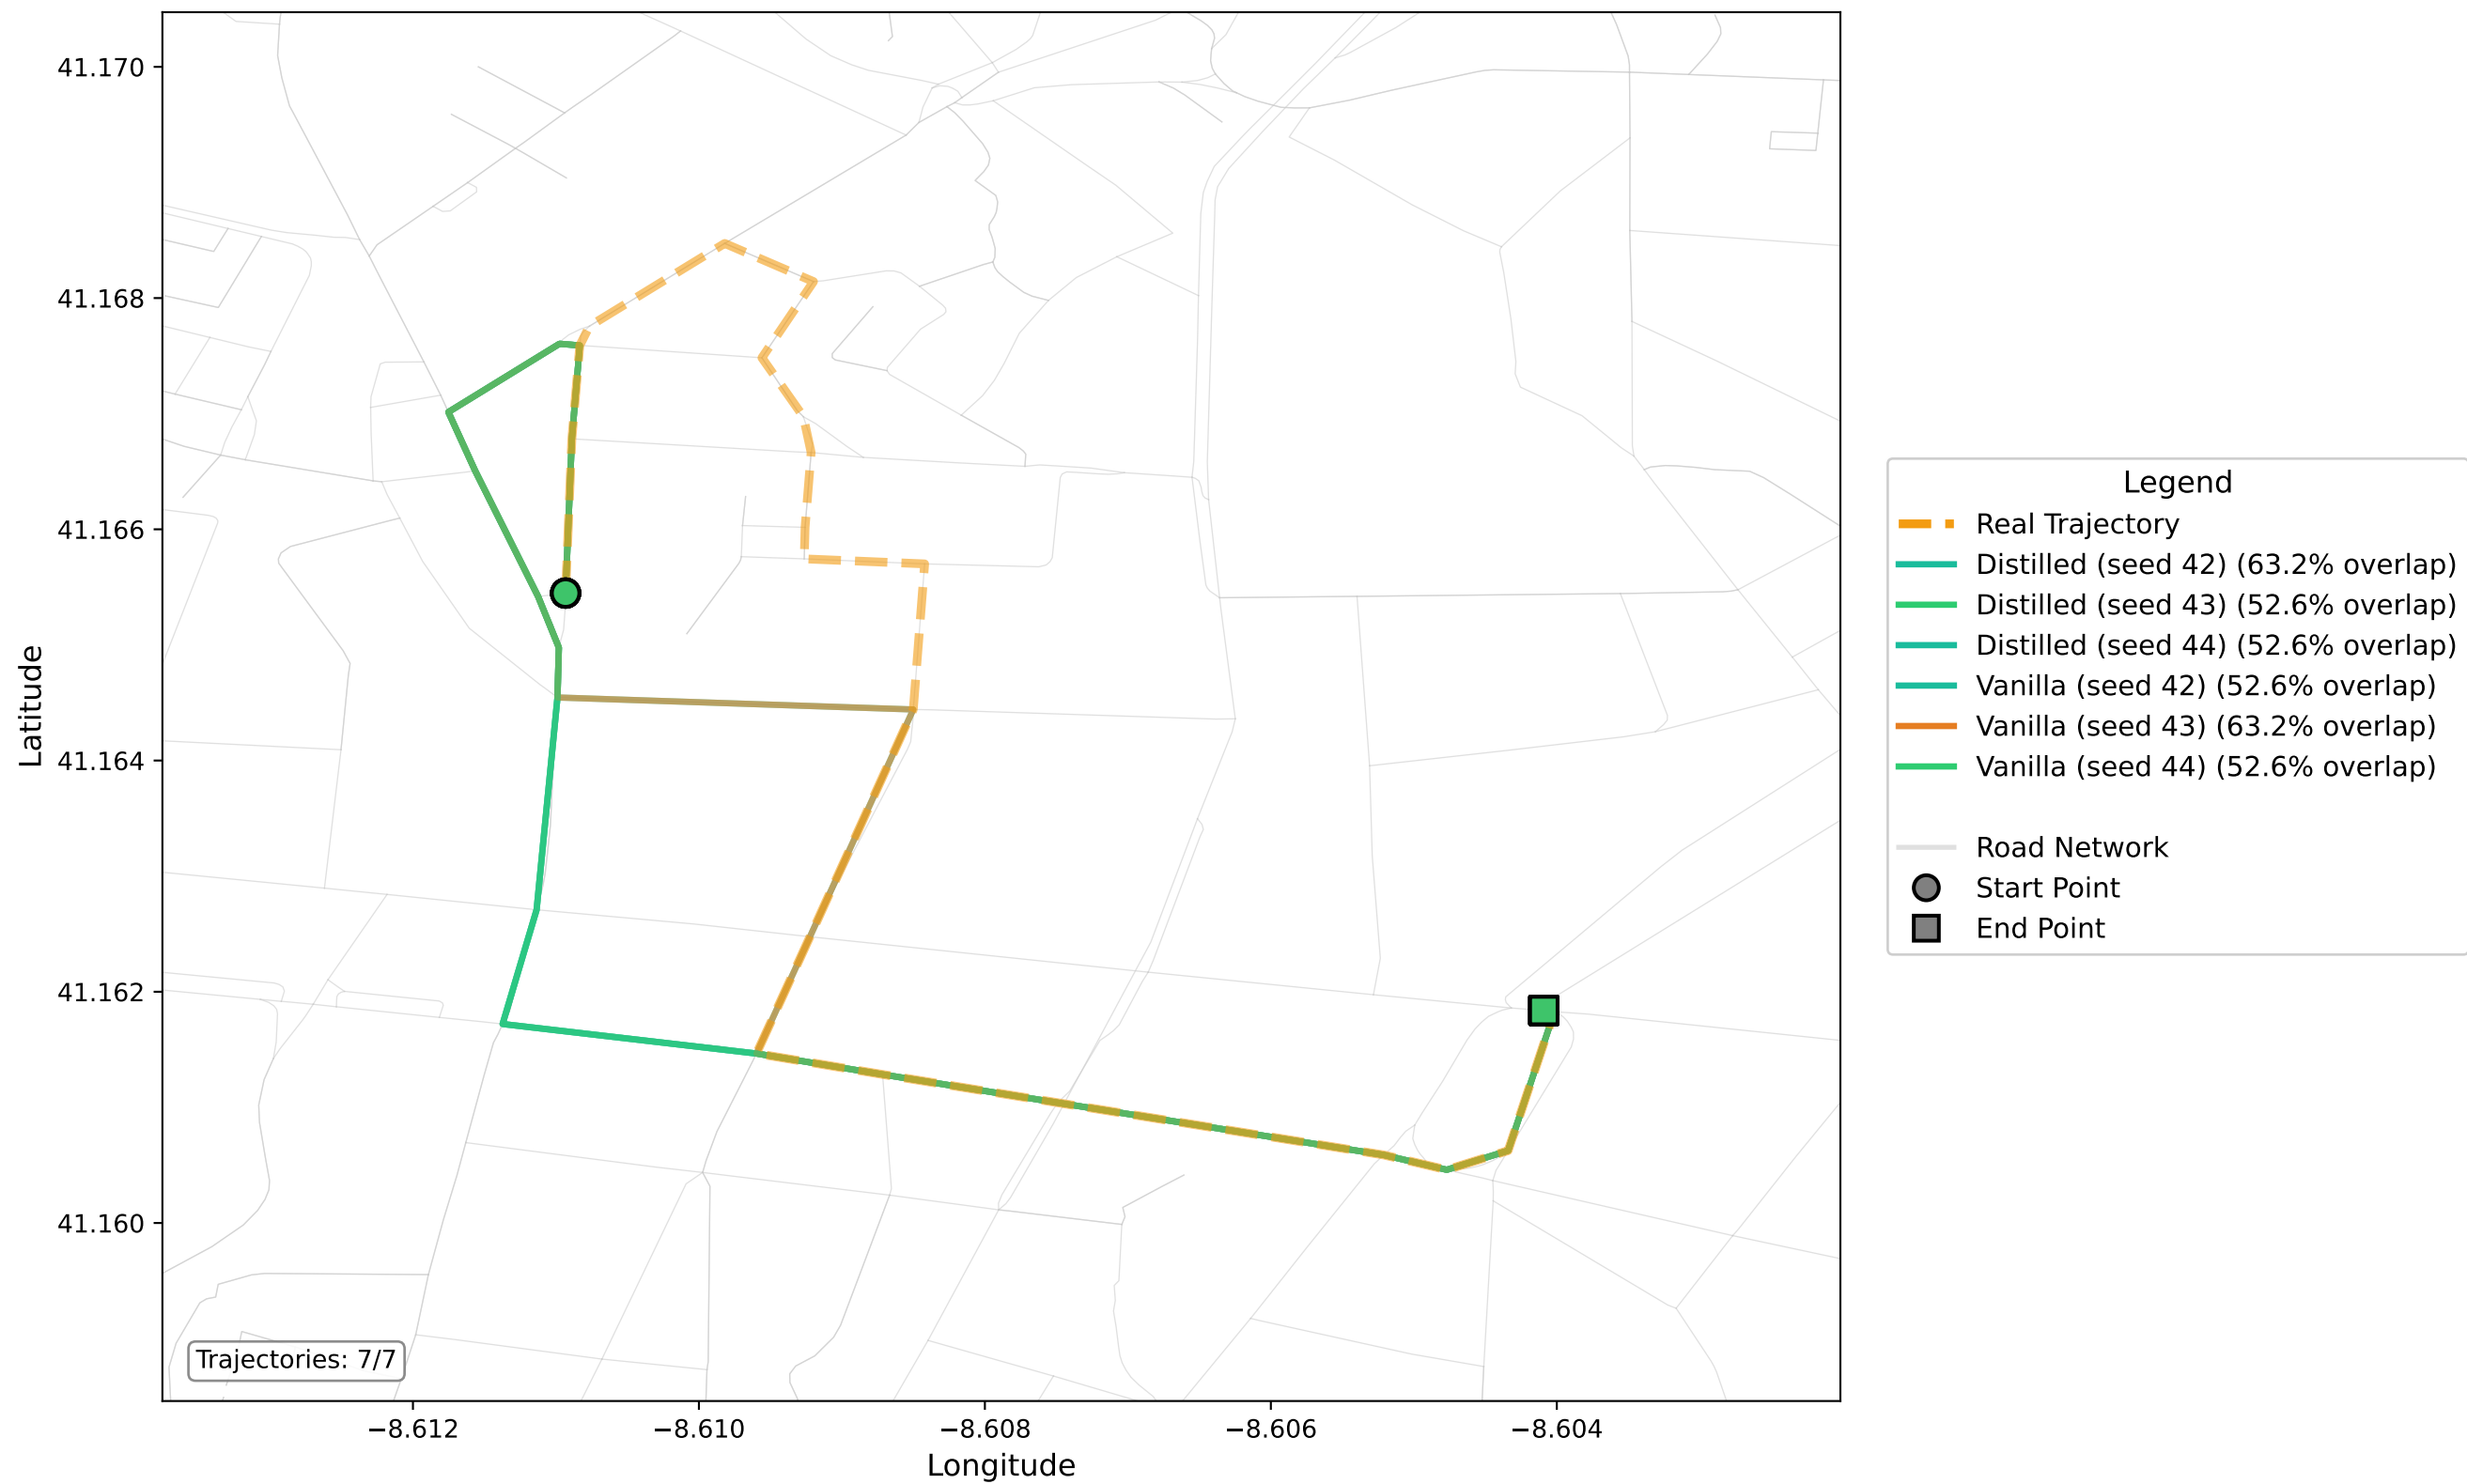 41.170
41.168
41.166
41.164
41.162
41.160
Latitude
−8.612
−8.610
−8.608
−8.606
−8.604
Longitude
Trajectories: 7/7
Legend
Real Trajectory
Distilled (seed 42) (63.2% overlap)
Distilled (seed 43) (52.6% overlap)
Distilled (seed 44) (52.6% overlap)
Vanilla (seed 42) (52.6% overlap)
Vanilla (seed 43) (63.2% overlap)
Vanilla (seed 44) (52.6% overlap)
Road Network
Start Point
End Point